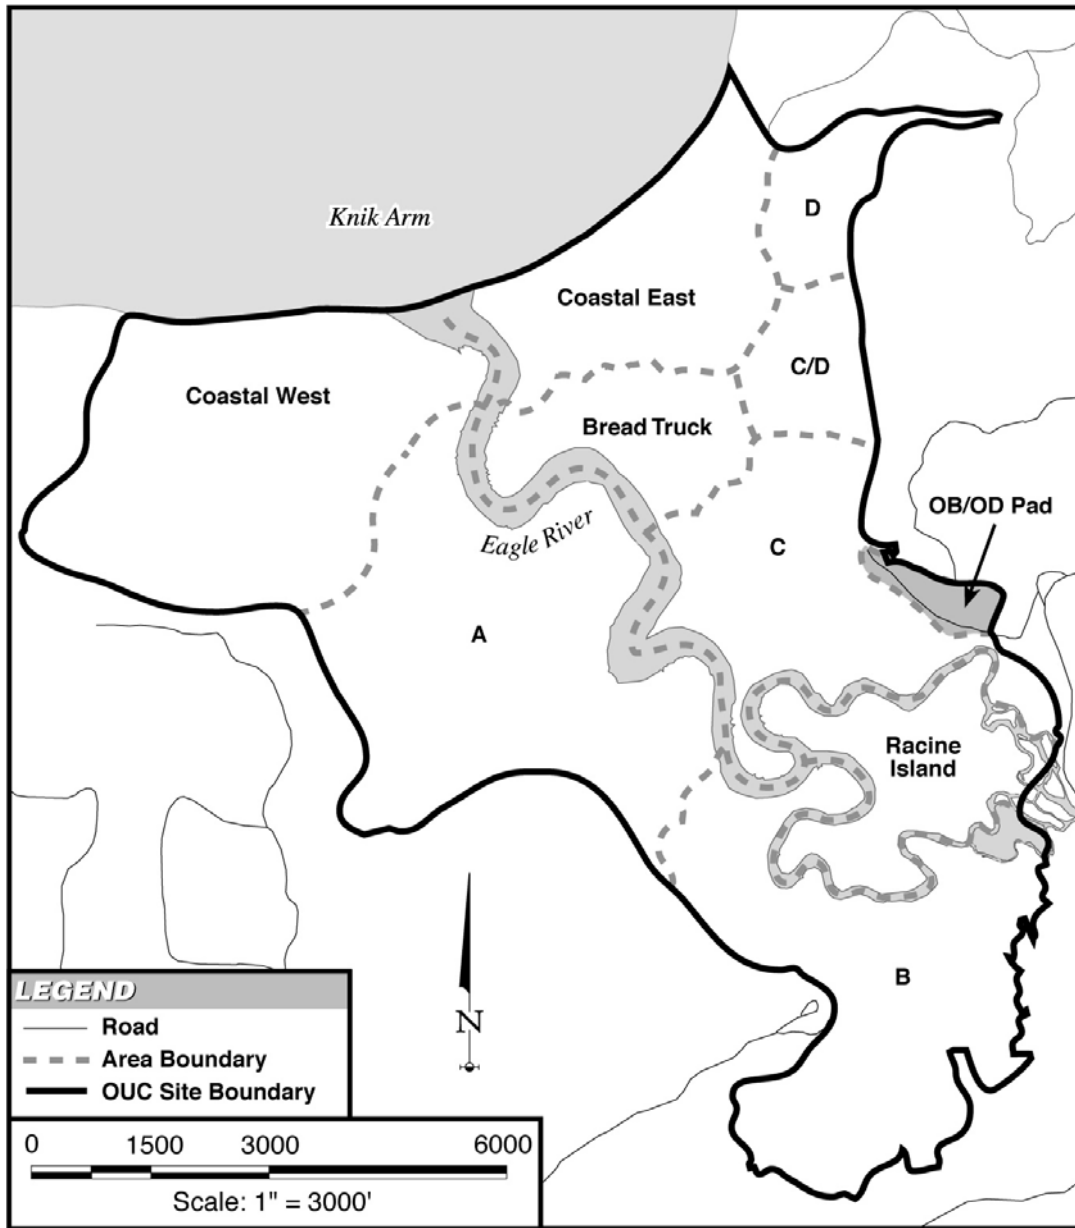 Knik Arm
D
Coastal East
C/D
Coastal West
Bread Truck
OB/OD Pad
Eagle River
C
A
Racine
Island
B
N
LEGEND
Road
Area Boundary
OUC Site Boundary
0 1500 3000 6000
Scale: 1" = 3000'